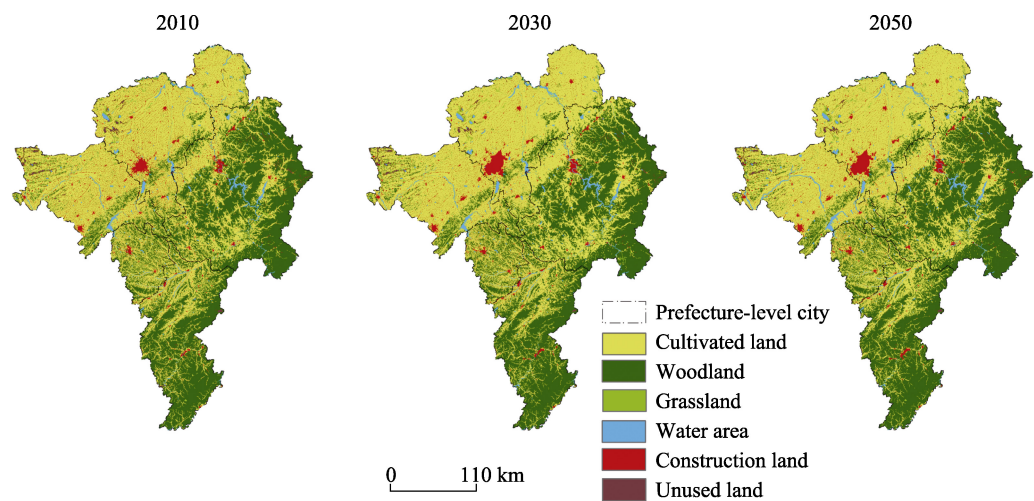 2010
2030
2050
Prefecture-level city
Cultivated land
Woodland
Grassland
Water area
Construction land
Unused land
0 110 km